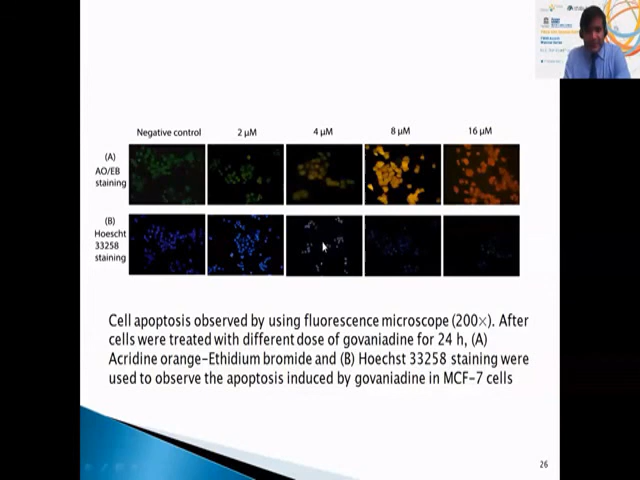 Negative control 2 μM 4 μM 8 μM 16 μM
(A)
AO/EB
staining
(B)
Hoescht
33258
staining
Cell apoptosis observed by using fluorescence microscope (200×). After
cells were treated with different dose of govaniadine for 24 h, (A)
Acridine orange-Ethidium bromide and (B) Hoechst 33258 staining were
used to observe the apoptosis induced by govaniadine in MCF-7 cells
26